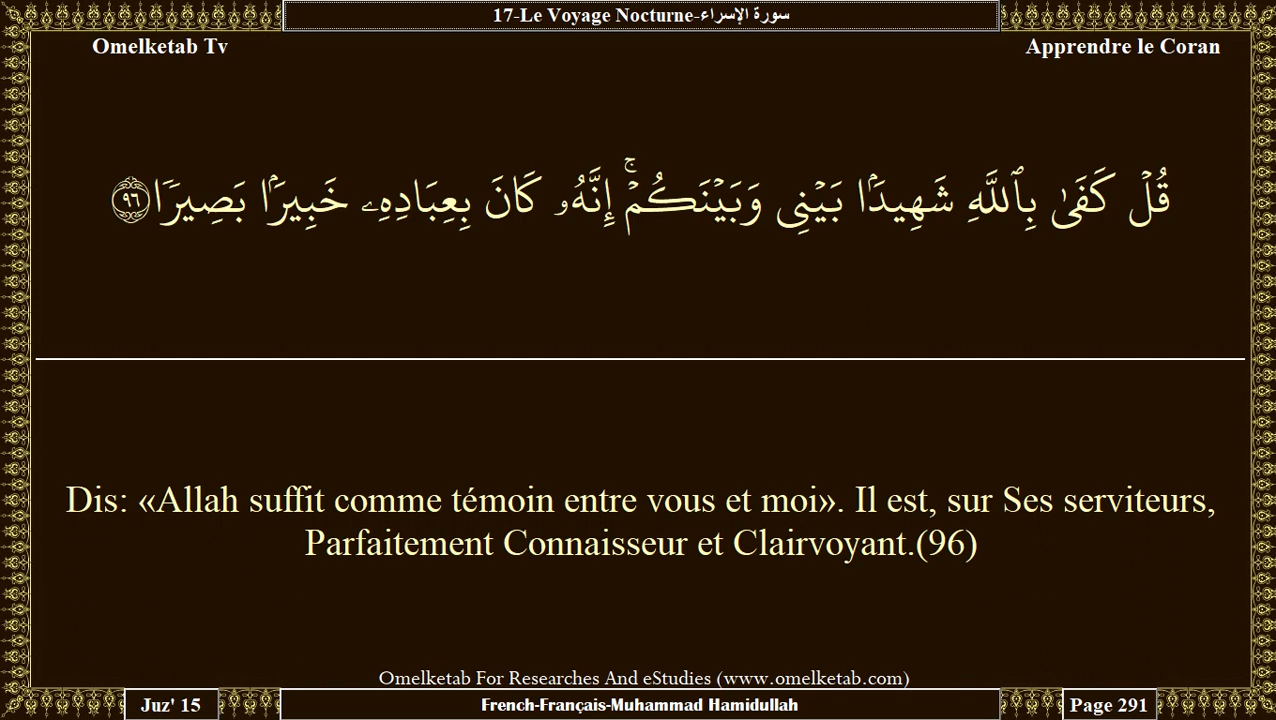 17-Le Voyage Nocturne-سورة الإسراء
Omelketab Tv
Apprendre le Coran
قُلۡ كَفَىٰ بِٱللَّهِ شَهِيدَۢا بَيۡنِي وَبَيۡنَكُمۡۚ إِنَّهُۥ كَانَ بِعِبَادِهِۦ خَبِيرَۢا بَصِيرٗا ٩٦
Dis: «Allah suffit comme témoin entre vous et moi». Il est, sur Ses serviteurs,
Parfaitement Connaisseur et Clairvoyant.(96)
Omelketab For Researches And eStudies (www.omelketab.com)
Juz' 15
French-Français-Muhammad Hamidullah
Page 291